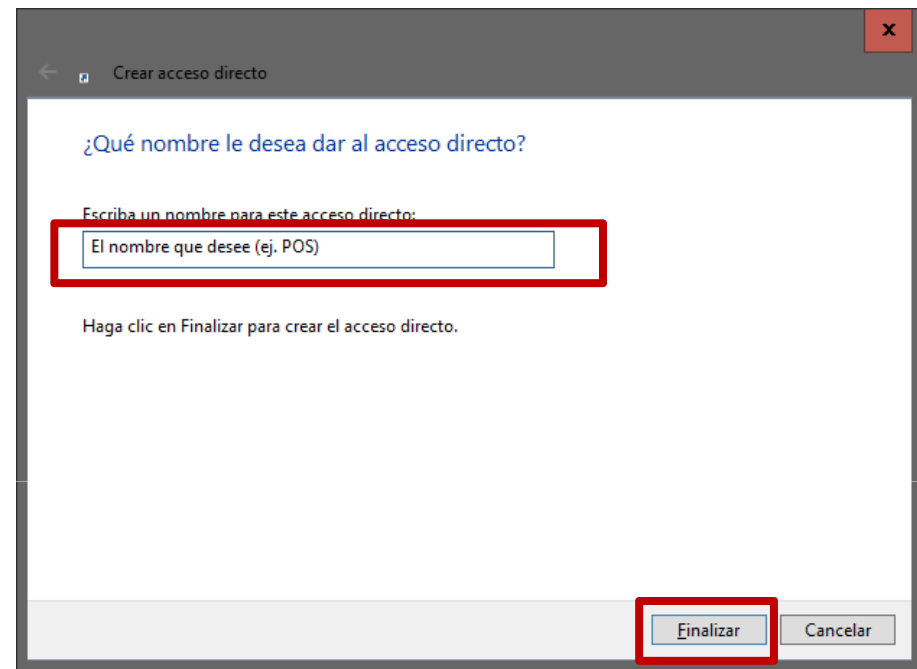 x
Crear acceso directo
¿Qué nombre le desea dar al acceso directo?
Escriba un nombre para este acceso directo:
El nombre que desee (ej. POS)
Haga clic en Finalizar para crear el acceso directo.
Finalizar Cancelar